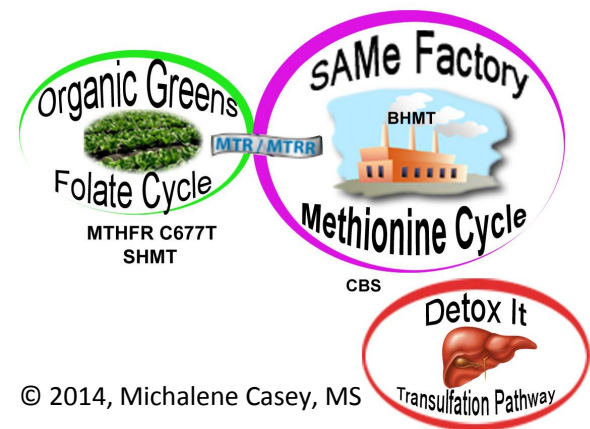 Organic Greens
Folate Cycle
MTHFR C677T
SHMT
MTR / MTRR
SAMe Factory
BHMT
Methionine Cycle
CBS
Detox It
Transulfation Pathway
© 2014, Michalene Casey, MS